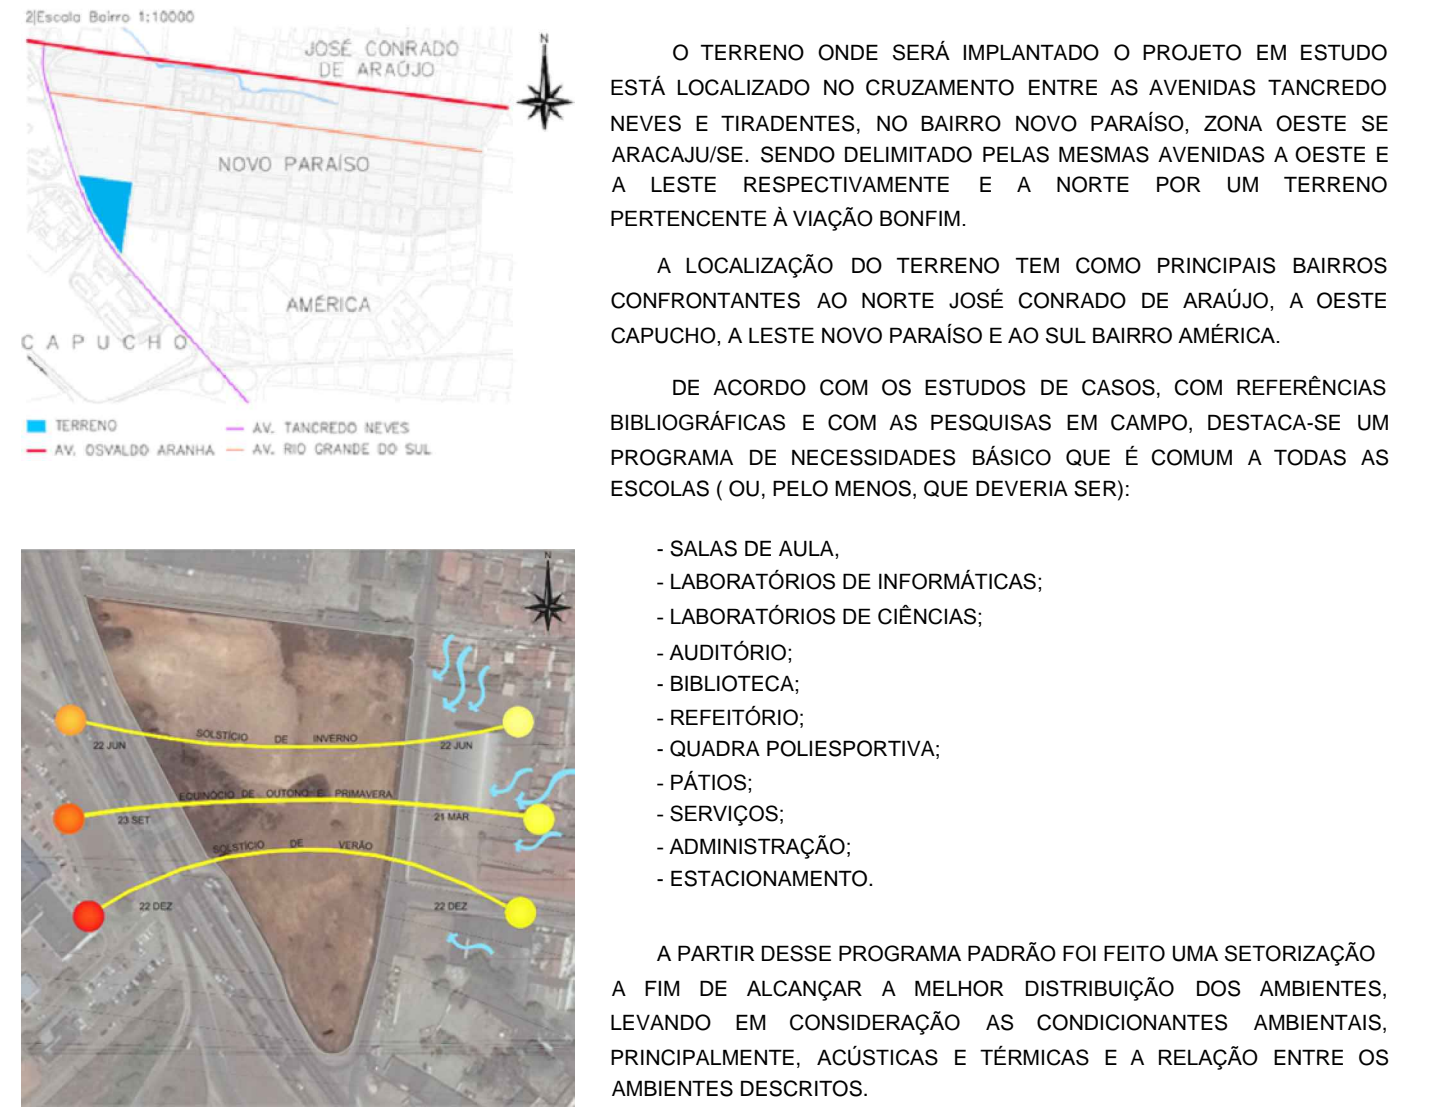 2|Escala Bairro 1:10000
N
JOSÉ CONRADO
DE ARAÚJO
NOVO PARAÍSO
AMÉRICA
CAPUCHO
TERRENO
AV. TANCREDO NEVES
AV. OSVALDO ARANHA
AV. RIO GRANDE DO SUL
N
SOLSTÍCIO DE INVERNO
22 JUN
22 JUN
EQUINÓCIO DE OUTONO E PRIMAVERA
23 SET
21 MAR
SOLSTÍCIO DE VERÃO
22 DEZ
22 DEZ
O TERRENO ONDE SERÁ IMPLANTADO O PROJETO EM ESTUDO
ESTÁ LOCALIZADO NO CRUZAMENTO ENTRE AS AVENIDAS TANCREDO
NEVES E TIRADENTES, NO BAIRRO NOVO PARAÍSO, ZONA OESTE SE
ARACAJU/SE. SENDO DELIMITADO PELAS MESMAS AVENIDAS A OESTE E
A LESTE RESPECTIVAMENTE E A NORTE POR UM TERRENO
PERTENCENTE À VIAÇÃO BONFIM.
A LOCALIZAÇÃO DO TERRENO TEM COMO PRINCIPAIS BAIRROS
CONFRONTANTES AO NORTE JOSÉ CONRADO DE ARAÚJO, A OESTE
CAPUCHO, A LESTE NOVO PARAÍSO E AO SUL BAIRRO AMÉRICA.
DE ACORDO COM OS ESTUDOS DE CASOS, COM REFERÊNCIAS
BIBLIOGRÁFICAS E COM AS PESQUISAS EM CAMPO, DESTACA-SE UM
PROGRAMA DE NECESSIDADES BÁSICO QUE É COMUM A TODAS AS
ESCOLAS ( OU, PELO MENOS, QUE DEVERIA SER):
- SALAS DE AULA,
- LABORATÓRIOS DE INFORMÁTICAS;
- LABORATÓRIOS DE CIÊNCIAS;
- AUDITÓRIO;
- BIBLIOTECA;
- REFEITÓRIO;
- QUADRA POLIESPORTIVA;
- PÁTIOS;
- SERVIÇOS;
- ADMINISTRAÇÃO;
- ESTACIONAMENTO.
A PARTIR DESSE PROGRAMA PADRÃO FOI FEITO UMA SETORIZAÇÃO
A FIM DE ALCANÇAR A MELHOR DISTRIBUIÇÃO DOS AMBIENTES,
LEVANDO EM CONSIDERAÇÃO AS CONDICIONANTES AMBIENTAIS,
PRINCIPALMENTE, ACÚSTICAS E TÉRMICAS E A RELAÇÃO ENTRE OS
AMBIENTES DESCRITOS.